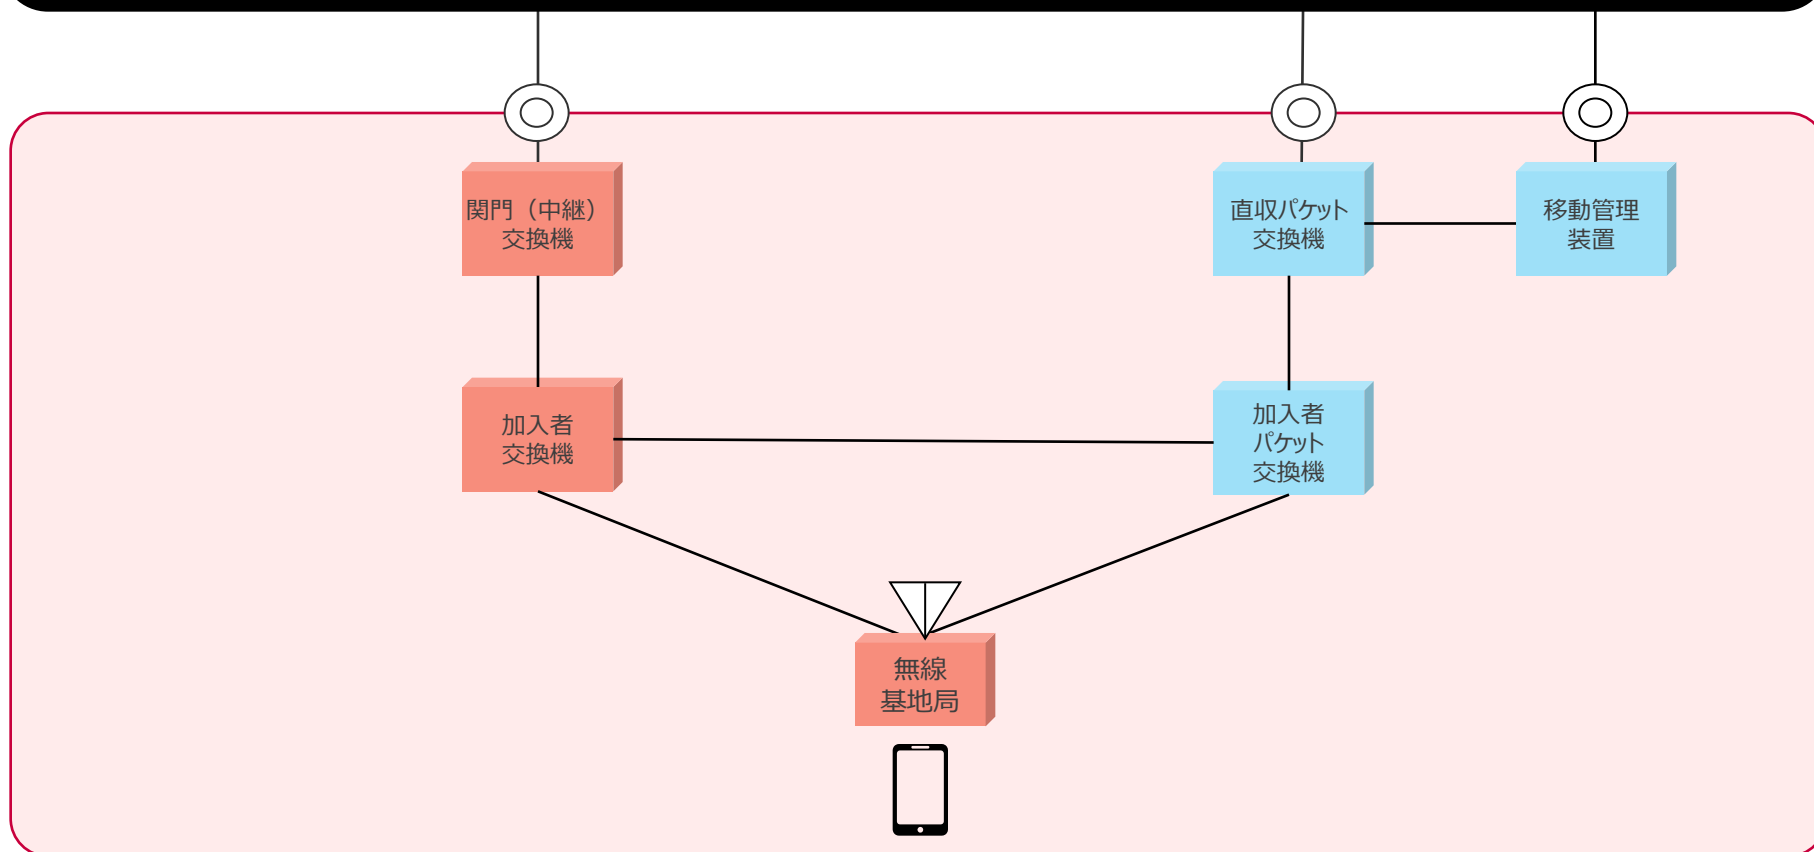 関門（中継）
交換機
直収パケット
交換機
移動管理
装置
加入者
交換機
加入者
パケット
交換機
無線
基地局